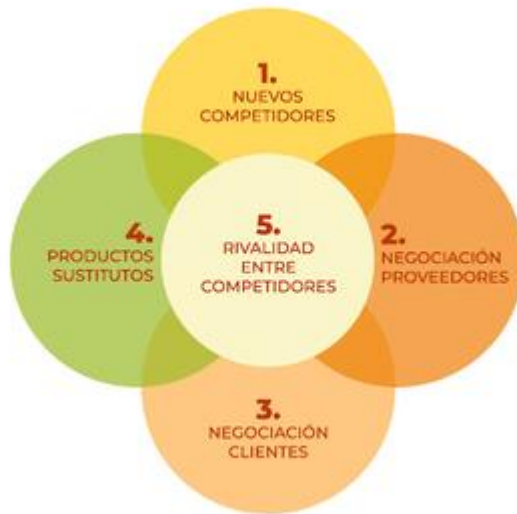 1.
NUEVOS
COMPETIDORES
2.
NEGOCIACIÓN
PROVEEDORES
3.
NEGOCIACIÓN
CLIENTES
4.
PRODUCTOS
SUSTITUTOS
5.
RIVALIDAD
ENTRE
COMPETIDORES